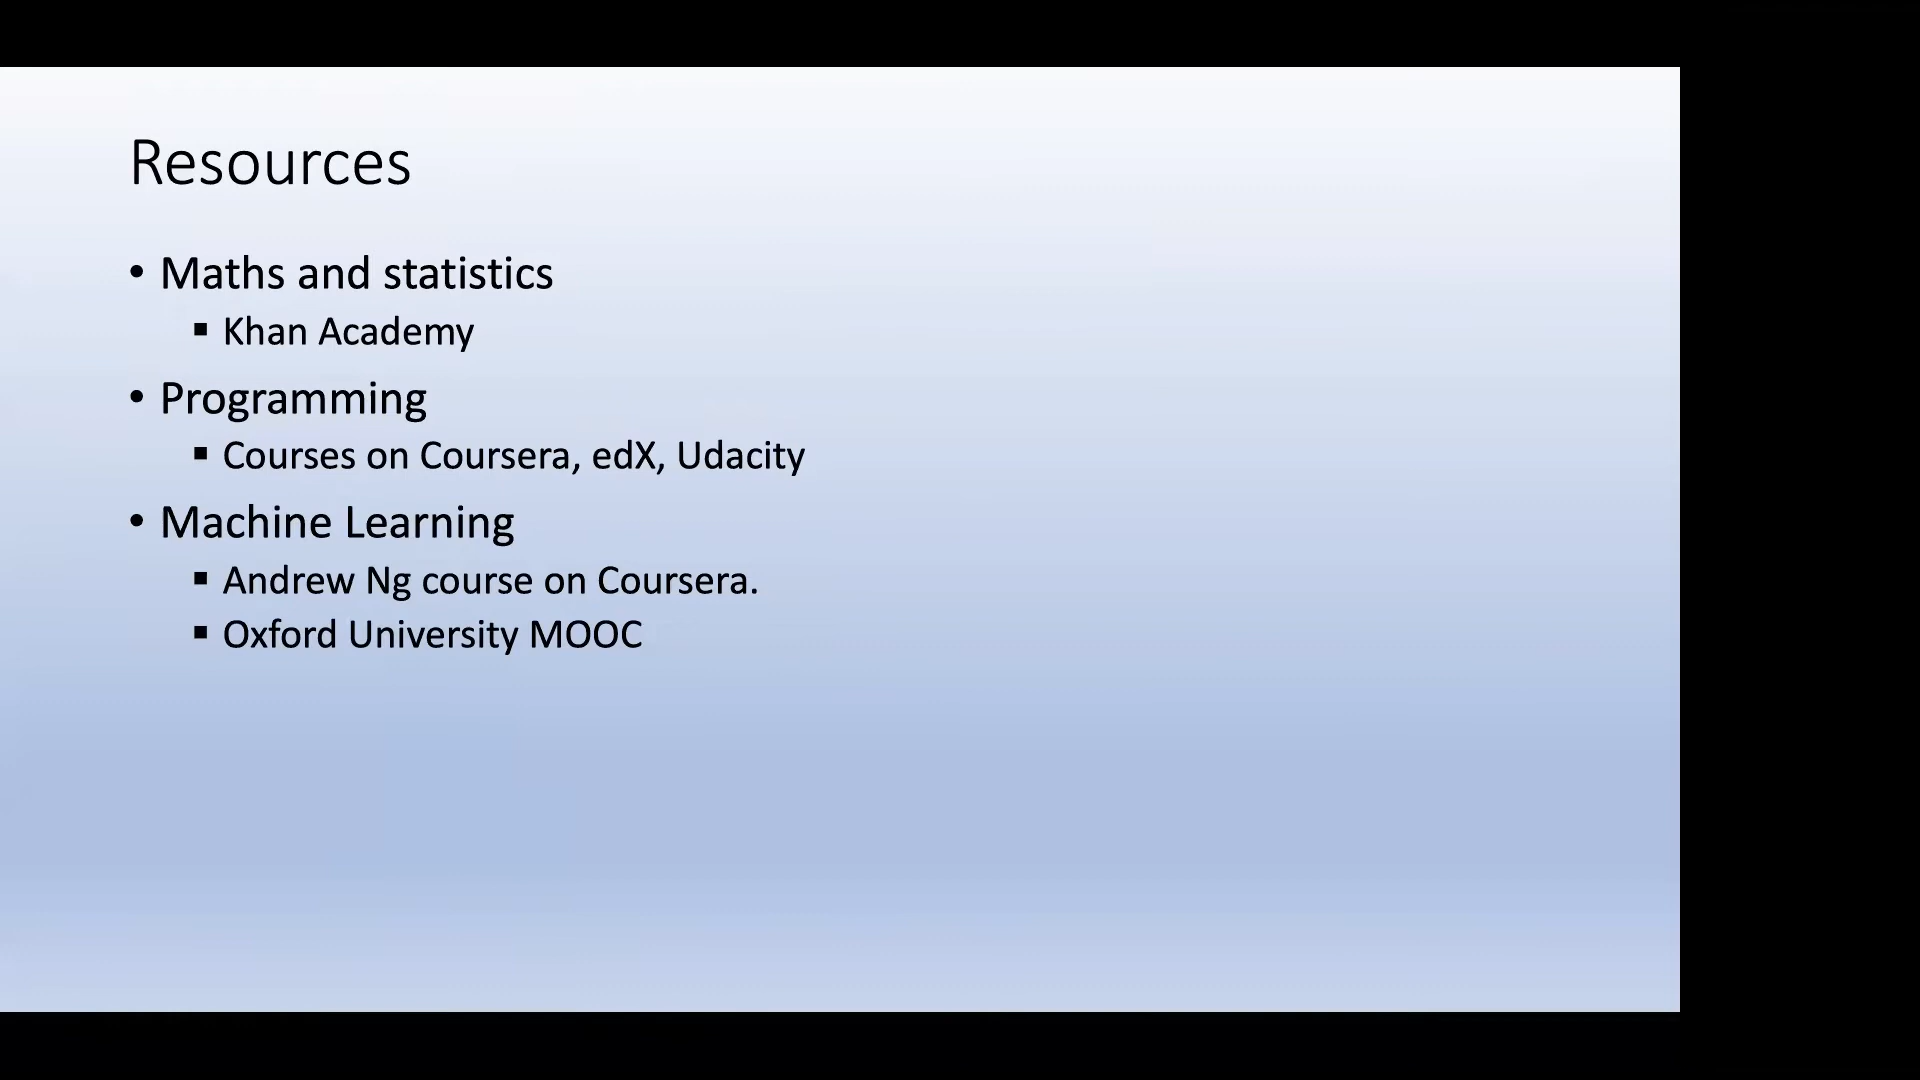 Resources
• Maths and statistics
▪ Khan Academy
• Programming
▪ Courses on Coursera, edX, Udacity
• Machine Learning
▪ Andrew Ng course on Coursera.
▪ Oxford University MOOC